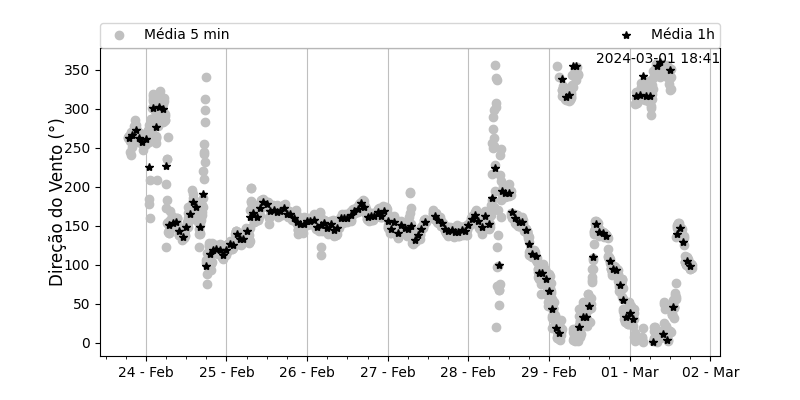 Média 5 min
Média 1h
2024-03-01 18:41
Direção do Vento (°)
350
300
250
200
150
100
50
0
24 - Feb
25 - Feb
26 - Feb
27 - Feb
28 - Feb
29 - Feb
01 - Mar
02 - Mar